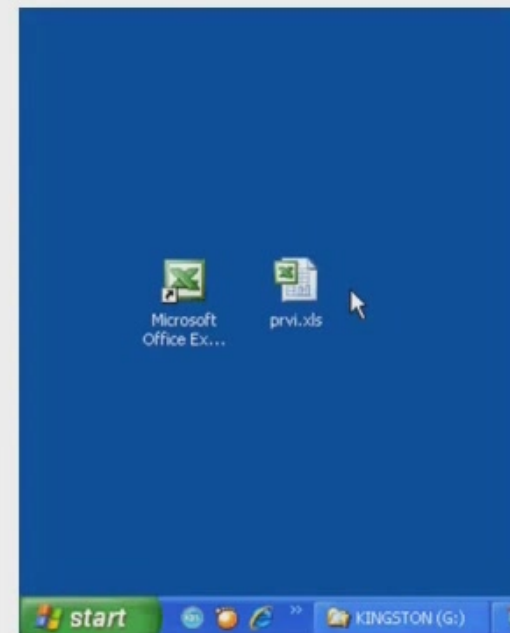 Microsoft
Office Ex...
prvi.xls
start
KINGSTON (G:)